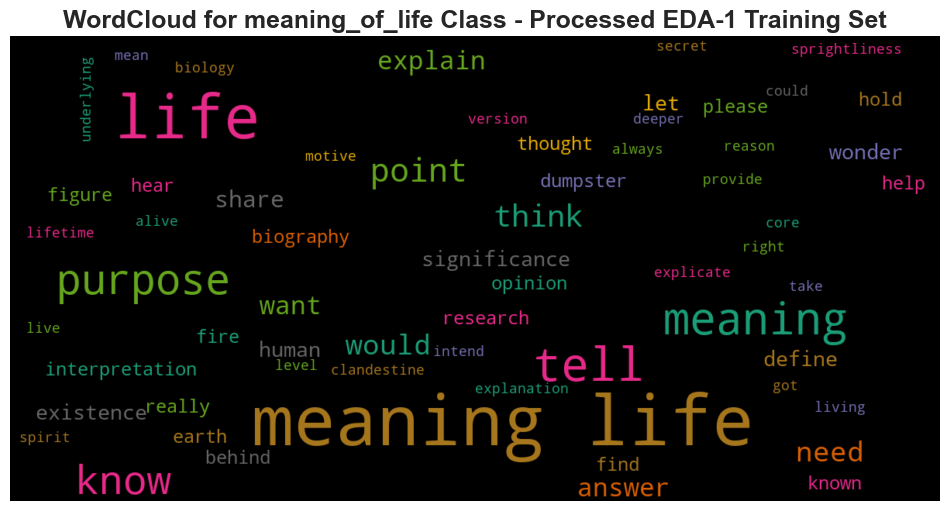 WordCloud for meaning_of_life Class - Processed EDA-1 Training Set
mean
secret
sprightliness
biology
explain
underlying
life
could
let
please
hold
version
deeper
thought
always
reason
wonder
motive
point
dumpster
provide
help
figure
hear
share
think
alive
core
lifetime
biography
right
significance
explicate
purpose
opinion
take
want
meaning
live
research
fire
human
would
intend
tell
define
interpretation
level
clandestine
explanation
got
existence
really
meaning life
living
spirit
earth
behind
find
need
know
answer
known